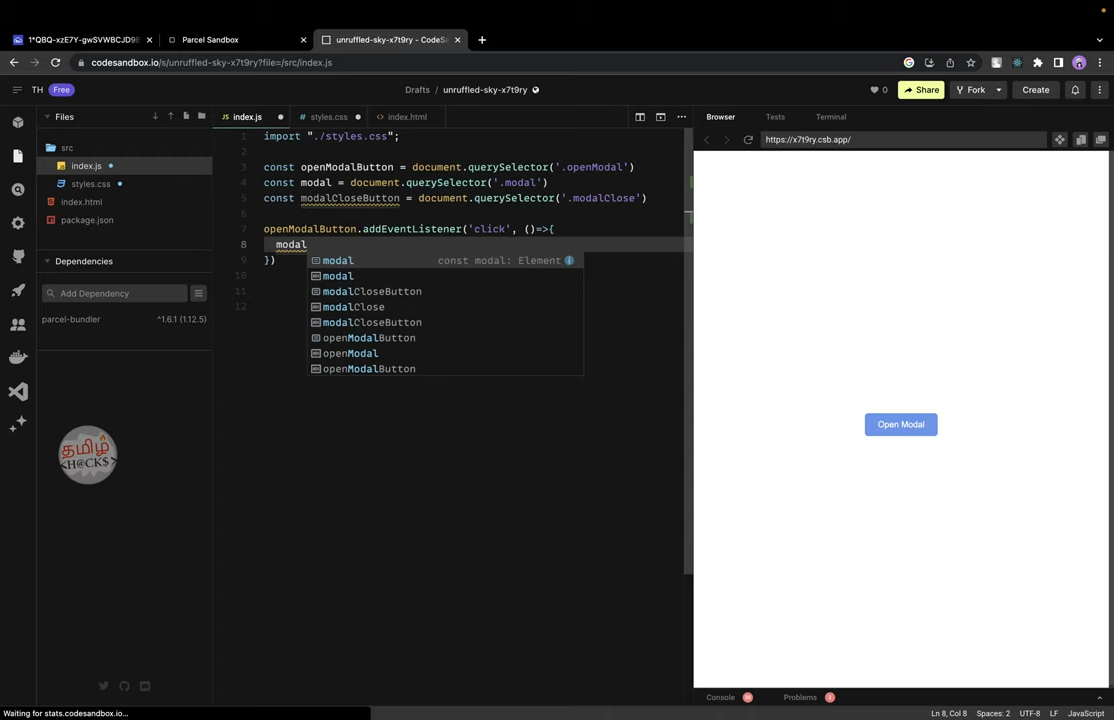 1*QBQ-xzE7Y-gwSVWBCJD9
Parcel Sandbox
unruffled-sky-x7t9ry - CodeSa
codesandbox.io/s/unruffled-sky-x7t9ry?file=/src/index.js
TH Free
Drafts / unruffled-sky-x7t9ry
0 Share Fork Create
Files
index.js styles.css index.html
Browser Tests Terminal
https://x7t9ry.csb.app/
src
index.js
styles.css
index.html
package.json
Dependencies
Add Dependency
parcel-bundler ^1.6.1 (1.12.5)
தமிழ்
<H@CK$>
1 import "./styles.css";
2
3 const openModalButton = document.querySelector('.openModal')
4 const modal = document.querySelector('.modal')
5 const modalCloseButton = document.querySelector('.modalClose')
6
7 openModalButton.addEventListener('click', ()=>{
8 modal
9 })
10
11
12
modal const modal: Element
modal
modalCloseButton
modalClose
modalCloseButton
openModalButton
openModal
openModalButton
Open Modal
Console Problems
Waiting for stats.codesandbox.io...
Ln 8, Col 8 Spaces: 2 UTF-8 LF JavaScript